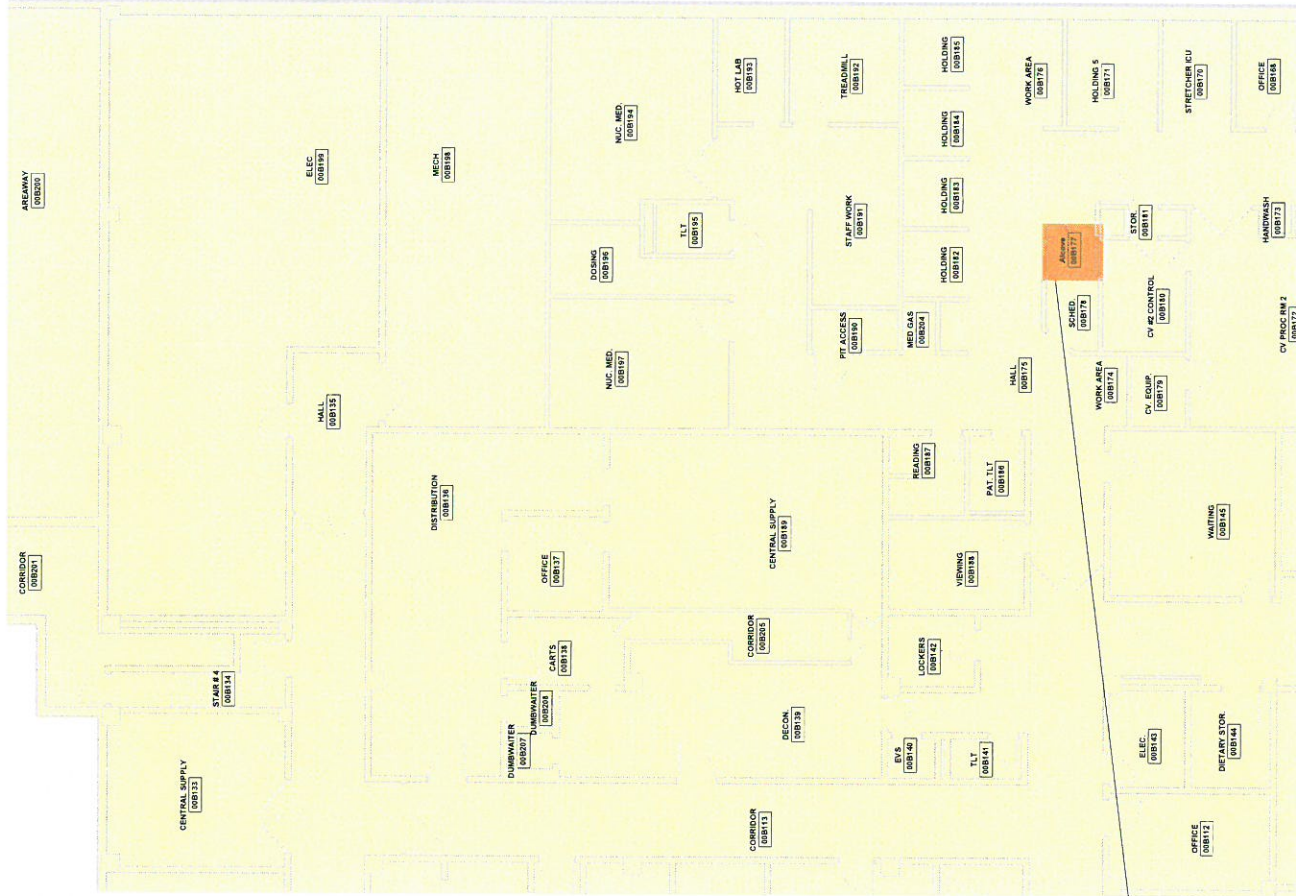 CORRIDOR
00B201
AREAWAY
00B200
CENTRAL SUPPLY
00B133
STAIR # 4
00B134
HALL
00B135
ELEC
00B199
DISTRIBUTION
00B136
MECH
00B198
DUMBWAITER
00B207
DUMBWAITER
00B208
CARTS
00B138
OFFICE
00B137
NUC. MED.
00B197
DOSING
00B196
NUC. MED.
00B194
TLT
00B195
HOT LAB
00B193
CORRIDOR
00B113
CORRIDOR
00B205
CENTRAL SUPPLY
00B189
DECON.
00B139
PIT ACCESS
00B190
STAFF WORK
00B191
TREADMILL
00B192
EVS
00B140
LOCKERS
00B142
READING
00B187
MED GAS
00B204
HOLDING
00B182
HOLDING
00B183
HOLDING
00B184
HOLDING
00B185
TLT
00B141
VIEWING
00B188
PAT. TLT
00B186
HALL
00B175
WORK AREA
00B176
Alcove
00B177
SCHED.
00B178
WORK AREA
00B174
HOLDING 5
00B171
STOR.
00B181
ELEC.
00B143
CV. EQUIP.
00B179
CV #2 CONTROL
00B180
OFFICE
00B112
DIETARY STOR.
00B144
WAITING
00B145
STRETCHER ICU
00B170
HANDWASH
00B173
OFFICE
00B168
CV PROC RM 2
00B172